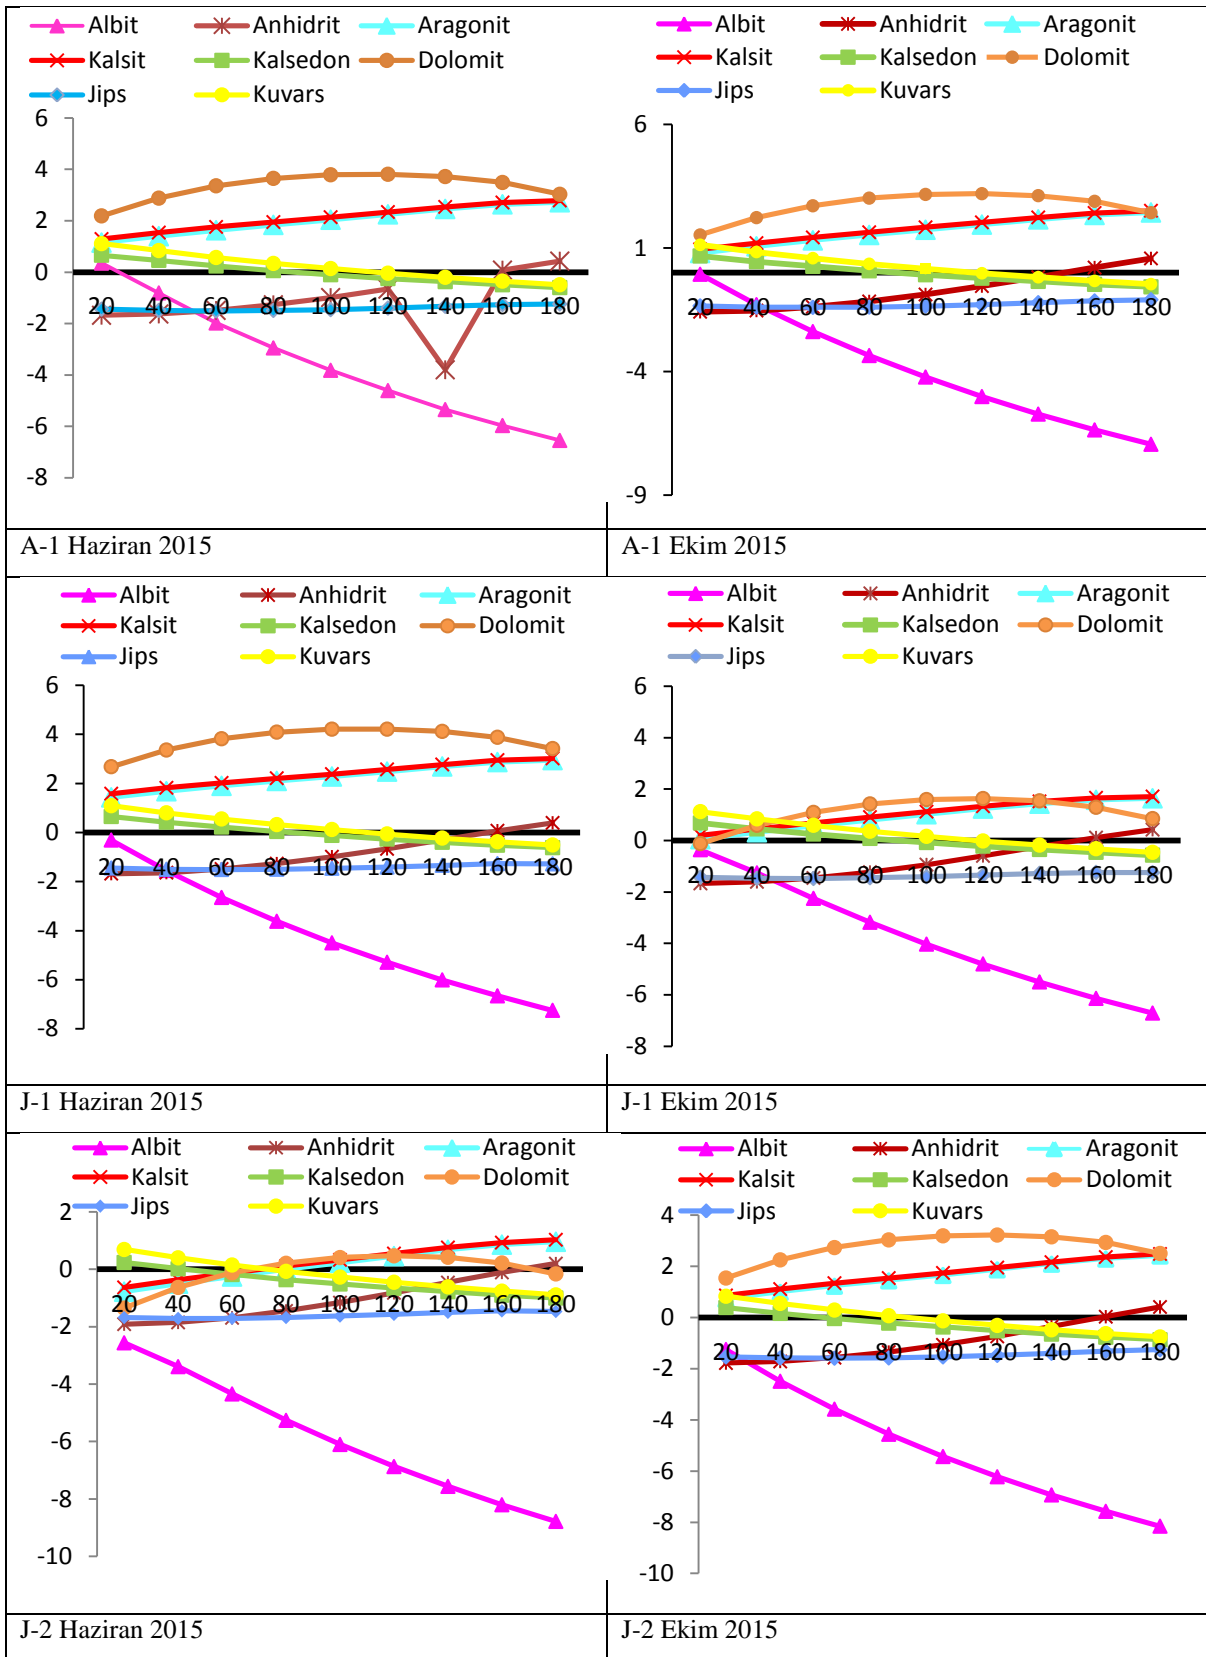 Albit Anhidrit Aragonit
Kalsit Kalsedon Dolomit
Jips Kuvars
6
4
2
0
-2
-4
-6
-8
20 40 60 80 100 120 140 160 180
A-1 Haziran 2015
Albit Anhidrit Aragonit
Kalsit Kalsedon Dolomit
Jips Kuvars
6
1
-4
-9
20 40 60 80 100 120 140 160 180
A-1 Ekim 2015
Albit Anhidrit Aragonit
Kalsit Kalsedon Dolomit
Jips Kuvars
6
4
2
0
-2
-4
-6
-8
20 40 60 80 100 120 140 160 180
J-1 Haziran 2015
Albit Anhidrit Aragonit
Kalsit Kalsedon Dolomit
Jips Kuvars
6
4
2
0
-2
-4
-6
-8
20 40 60 80 100 120 140 160 180
J-1 Ekim 2015
Albit Anhidrit Aragonit
Kalsit Kalsedon Dolomit
Jips Kuvars
2
0
-2
-4
-6
-8
-10
20 40 60 80 100 120 140 160 180
J-2 Haziran 2015
Albit Anhidrit Aragonit
Kalsit Kalsedon Dolomit
Jips Kuvars
4
2
0
-2
-4
-6
-8
-10
20 40 60 80 100 120 140 160 180
J-2 Ekim 2015